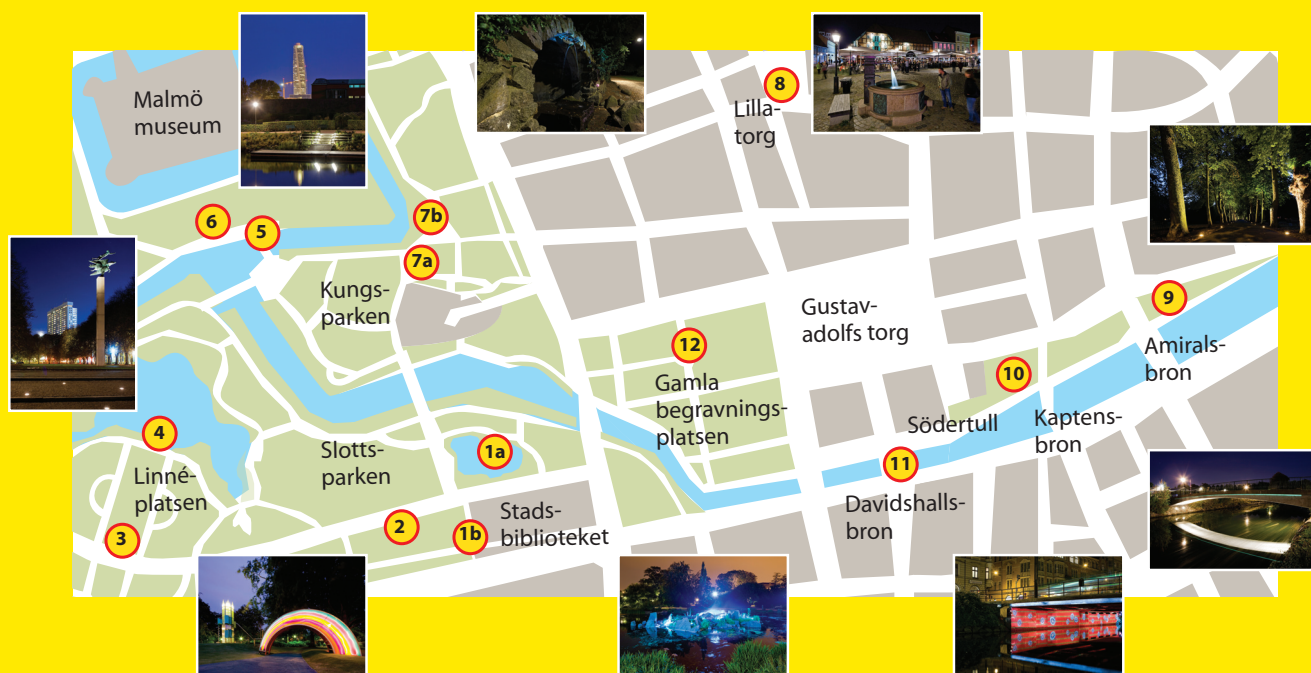 Malmö
museum
8
Lilla-
torg
6
5
7b
7a
Kungs-
parken
9
Gustav-
adolfs torg
Amirals-
bron
12
Gamla
begravnings-
platsen
10
Södertull
Kaptens-
bron
4
Linné-
platsen
Slotts-
parken
1a
11
Davidshalls-
bron
3
2
1b
Stads-
biblioteket